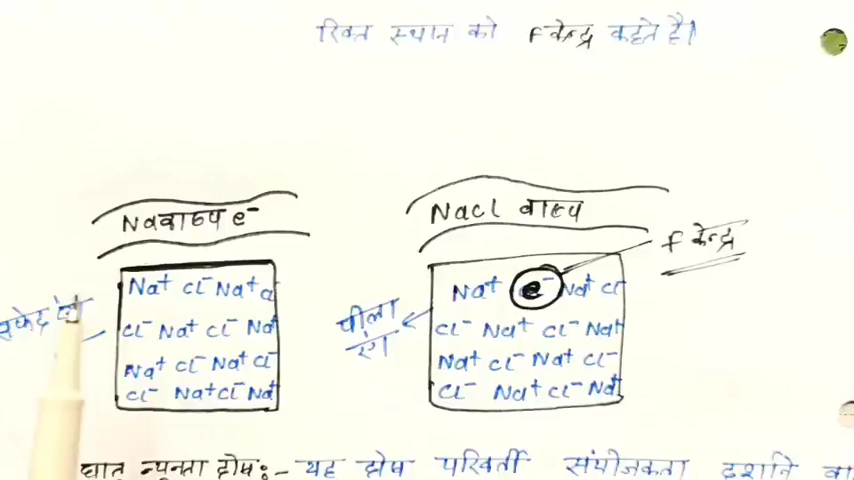 रिक्त स्थान को F केन्द्र कहते है।
Na वाष्प e⁻
NaCl वाष्प
F केन्द्र
Na⁺ Cl⁻ Na⁺ Cl
Cl⁻ Na⁺ Cl⁻ Na⁺
Na⁺ Cl⁻ Na⁺ Cl⁻
Cl⁻ Na⁺ Cl⁻ Na⁺
सफेद
Na⁺ e⁻ Na⁺ Cl⁻
Cl⁻ Na⁺ Cl⁻ Na⁺
Na⁺ Cl⁻ Na⁺ Cl⁻
Cl⁻ Na⁺ Cl⁻ Na⁺
पीला
रंग
धातु न्यूनता दोष:- यह दोष परिवर्ती संयोजकता दर्शाने वा